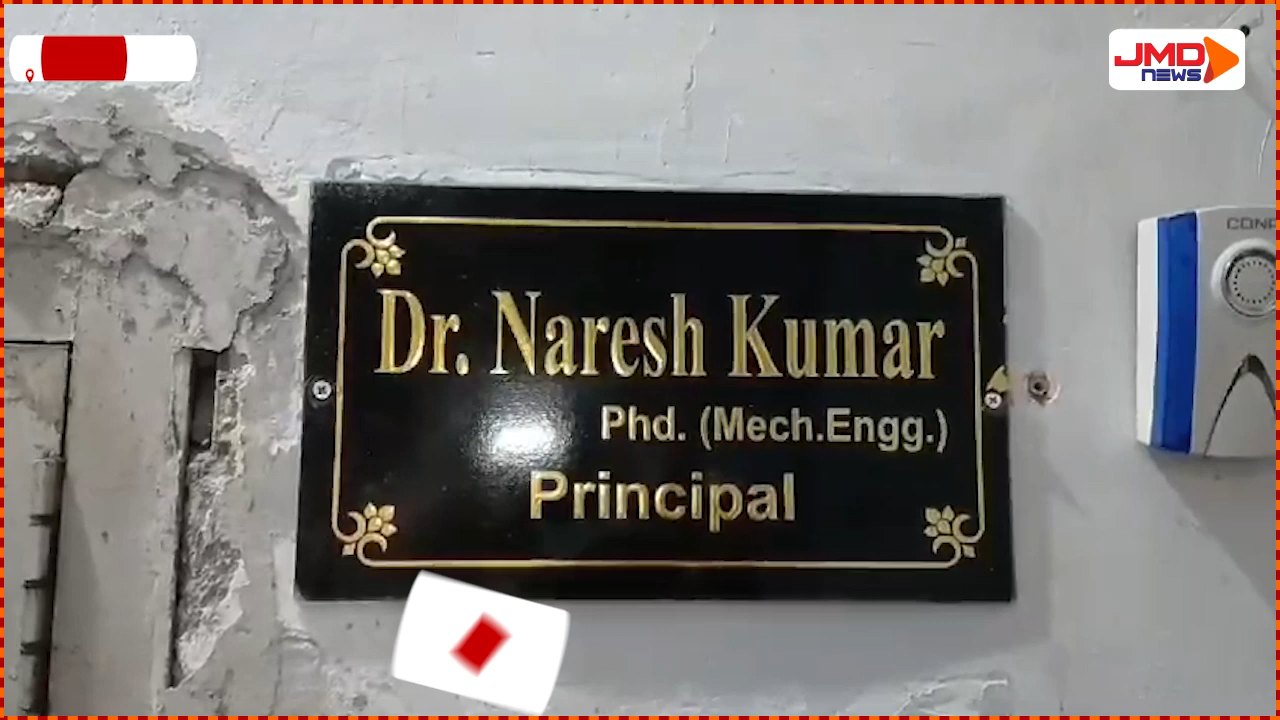 JMD
NEWS
Dr. Naresh Kumar
Phd. (Mech.Engg.)
Principal